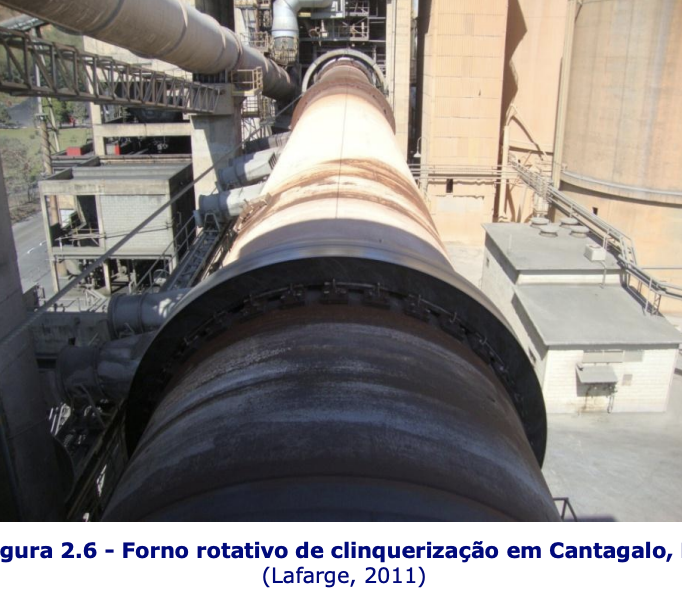 gura 2.6 - Forno rotativo de clinquerização em Cantagalo,
(Lafarge, 2011)